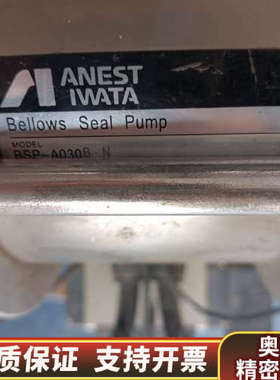 ANEST
IWATA
Bellows Seal Pump
MODEL
BSP-A030B-N
质保证 支持开票
奥
精密